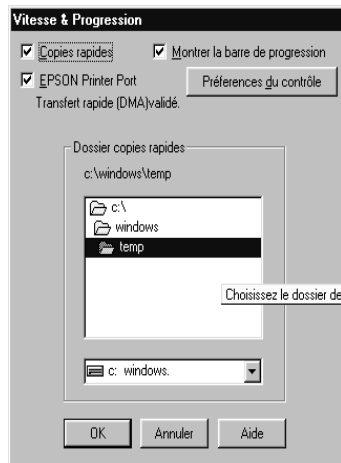 Vitesse & Progression
Copies rapides
Montrer la barre de progression
EPSON Printer Port
Préferences du contrôle
Transfert rapide (DMA)validé.
Dossier copies rapides
c:\windows\temp
c:\
windows
temp
Choisissez le dossier de
c: windows.
OK
Annuler
Aide